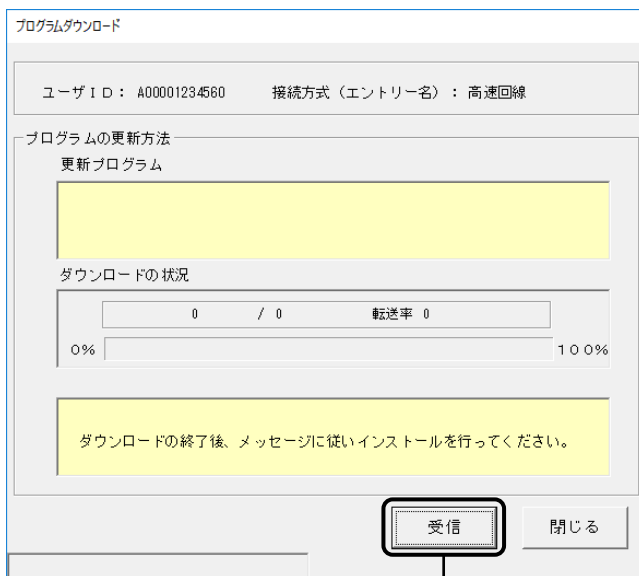 プログラムダウンロード
ユーザID： A00001234560 接続方式（エントリー名）：高速回線
プログラムの更新方法
更新プログラム
ダウンロードの状況
0 / 0 転送率 0
0% 100%
ダウンロードの終了後、メッセージに従いインストールを行ってください。
受信 閉じる